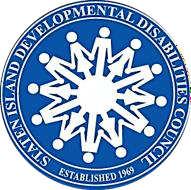 STATEN ISLAND DEVELOPMENTAL DISABILITIES COUNCIL
ESTABLISHED 1969